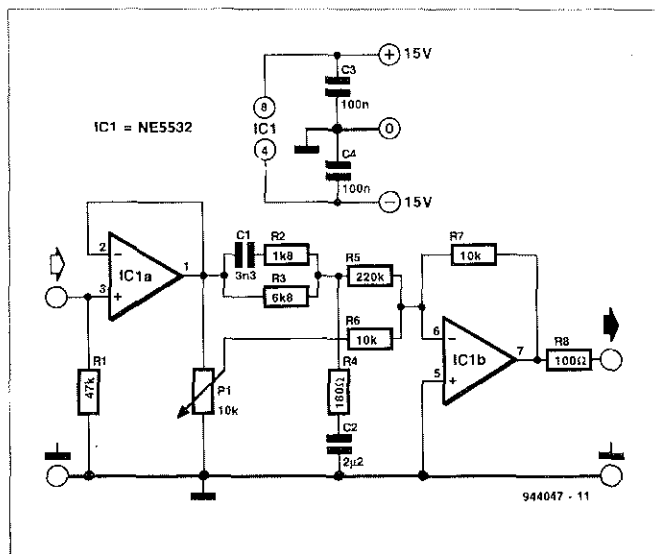 + 15V
C3
100n
8
IC1 = NE5532
IC1
0
4
C4
100n
− 15V
R7
10k
C1
3n3
R2
1k8
R5
220k
2
−
1
IC1a
3
+
R3
6k8
R6
10k
6
−
7
IC1b
5
+
R8
100Ω
R1
47k
P1
10k
R4
180Ω
C2
2µ2
944047 - 11